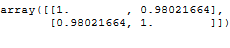 array([[1.        , 0.98021664],
       [0.98021664, 1.        ]])